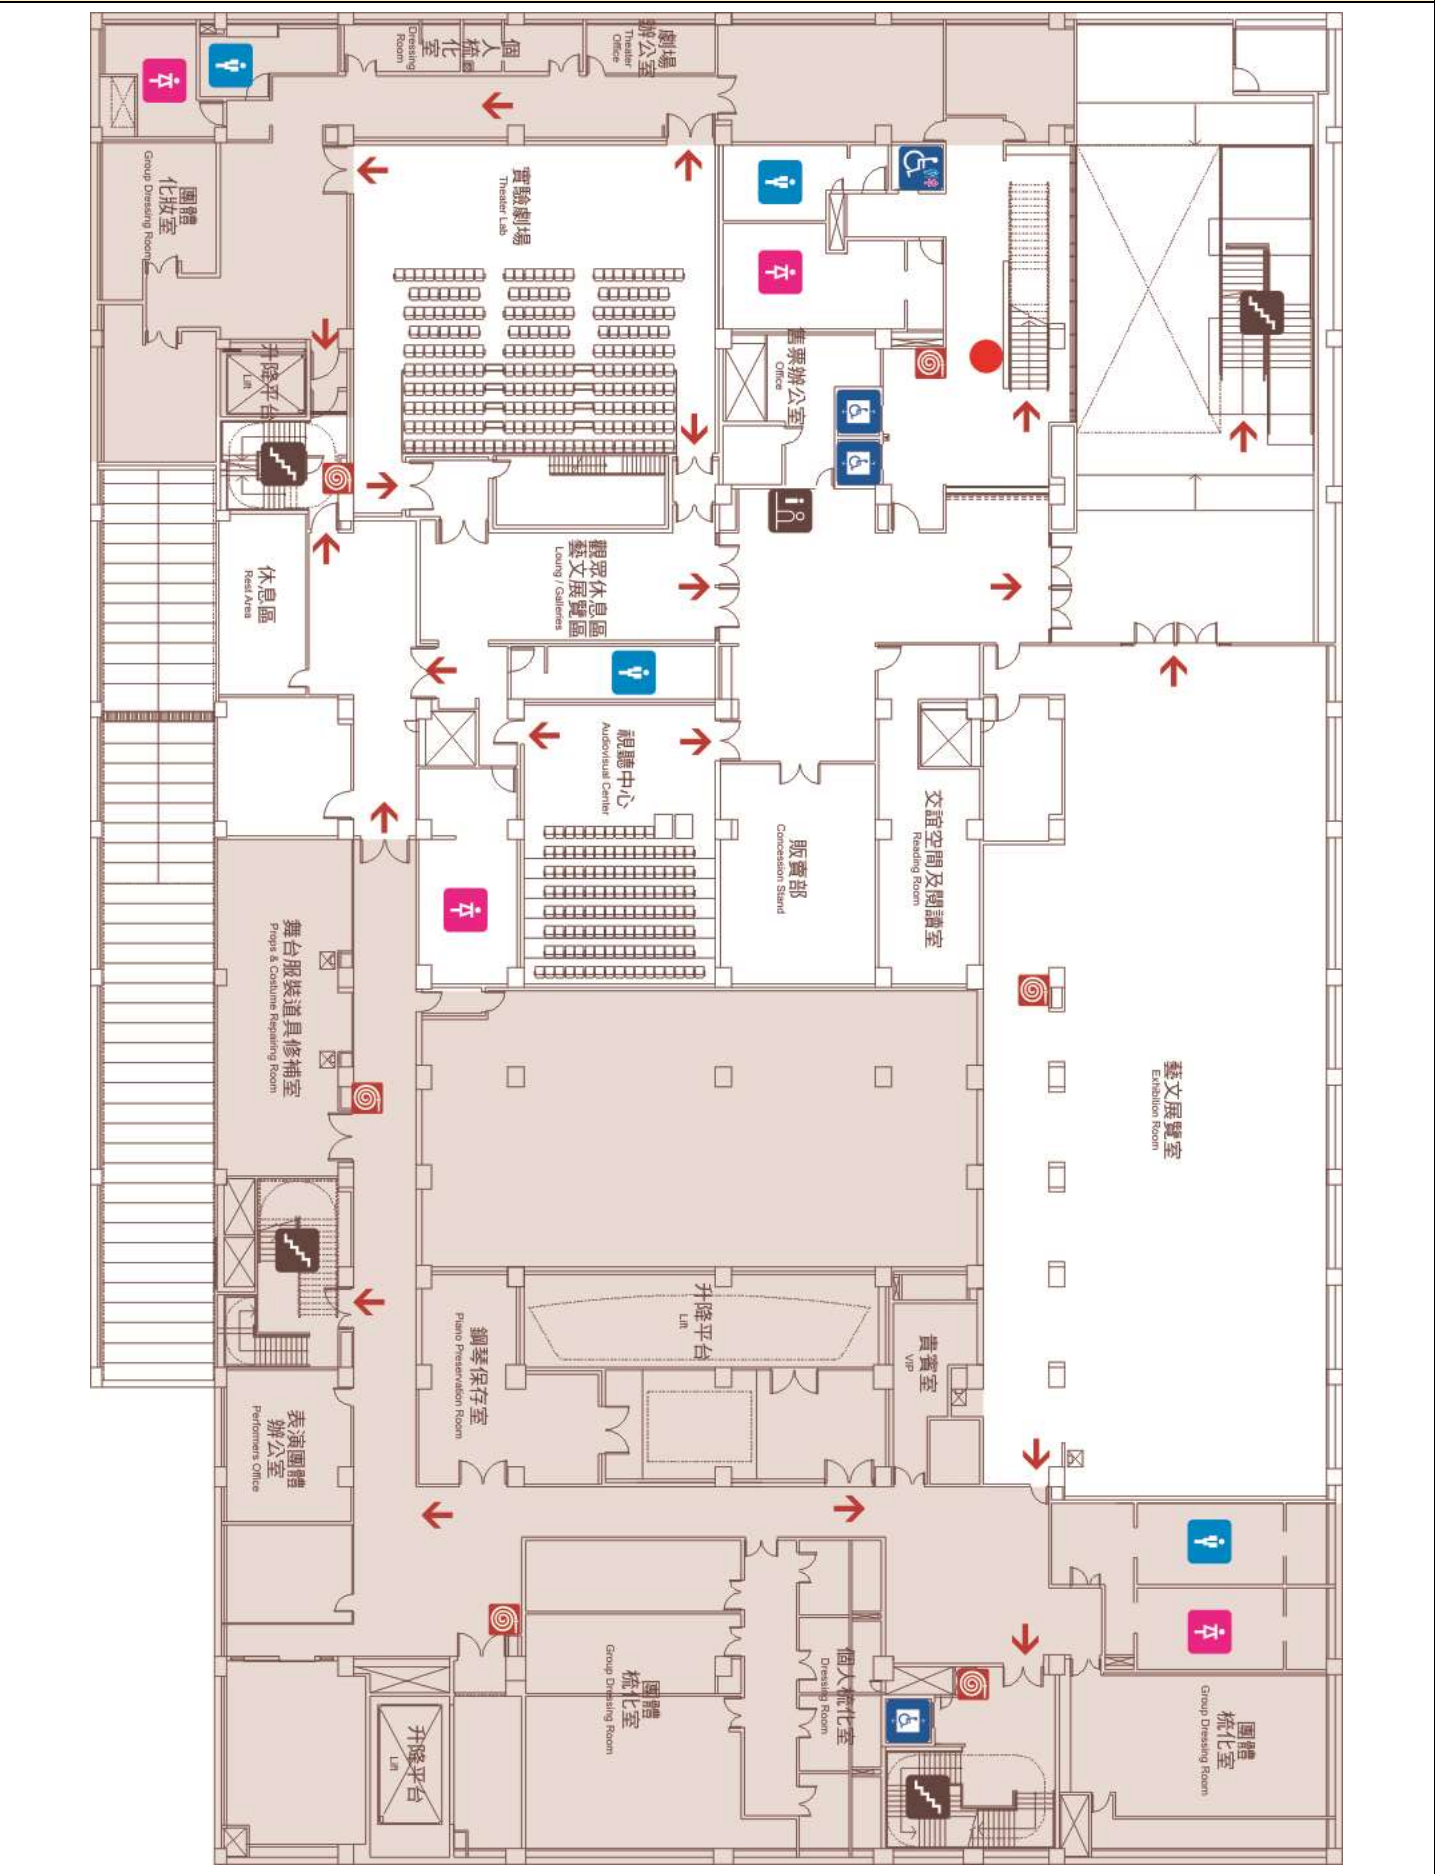 劇場
辦公室
Theater
Office
個
人
梳
化
室
Dressing
Room
團體
化妝室
Group Dressing Room
實驗劇場
Theater Lab
升降平台
Lift
售票辦公室
Office
觀眾休息區
藝文展覽區
Loung / Galleries
休息區
Rest Area
視聽中心
Audiovisual Center
販賣部
Concession Stand
交誼空間及閱讀室
Reading Room
舞台服裝道具修補室
Props & Costume Repairing Room
藝文展覽室
Exhibition Room
升降平台
Lift
鋼琴保存室
Piano Preservation Room
貴賓室
VIP
表演團體
辦公室
Performers Office
團體
梳化室
Group Dressing Room
個人梳化室
Dressing Room
團體
梳化室
Group Dressing Room
升降平台
Lift